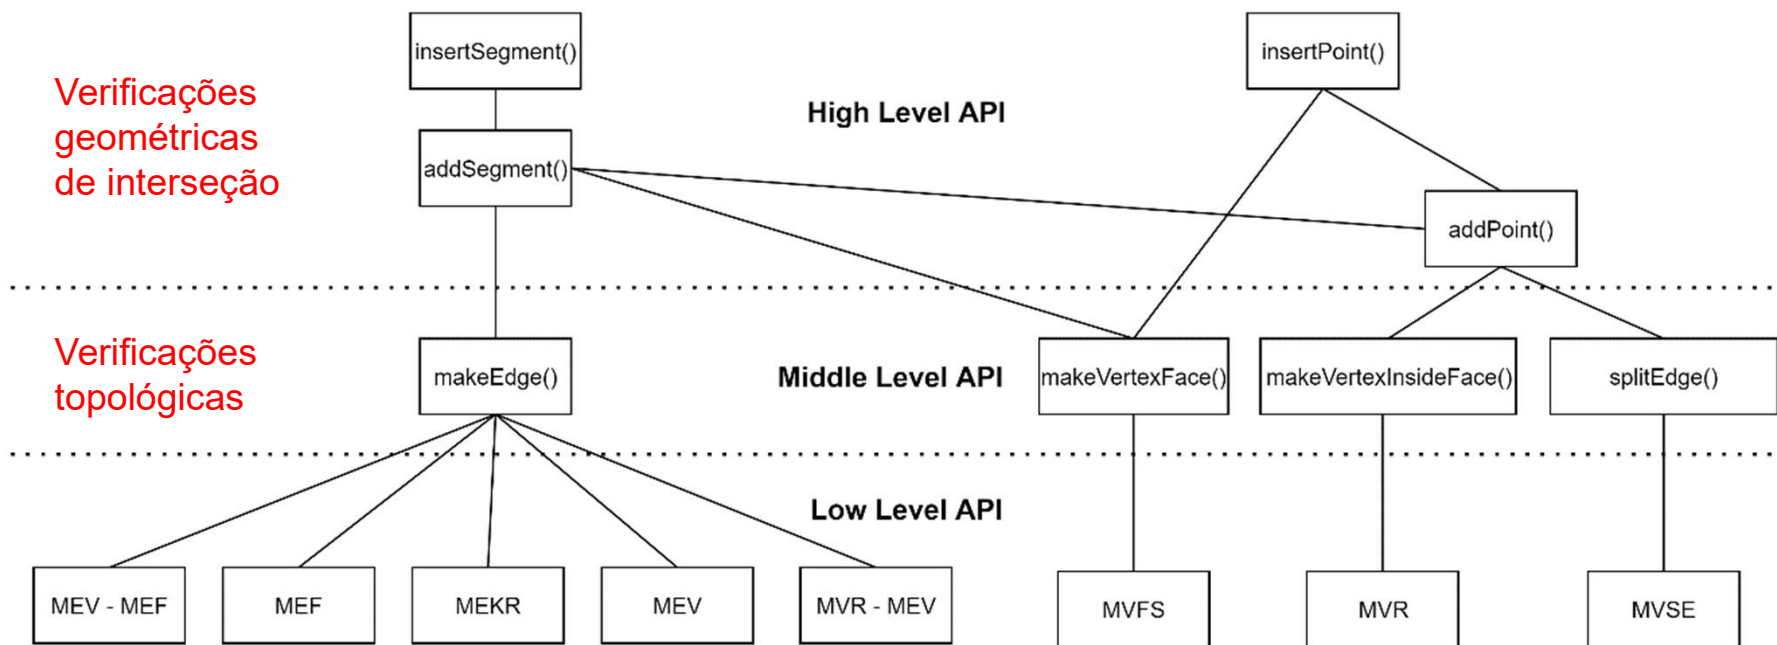 insertSegment()
insertPoint()
Verificações
geométricas
de interseção
High Level API
addSegment()
addPoint()
Verificações
topológicas
makeEdge()
Middle Level API
makeVertexFace()
makeVertexInsideFace()
splitEdge()
Low Level API
MEV - MEF
MEF
MEKR
MEV
MVR - MEV
MVFS
MVR
MVSE